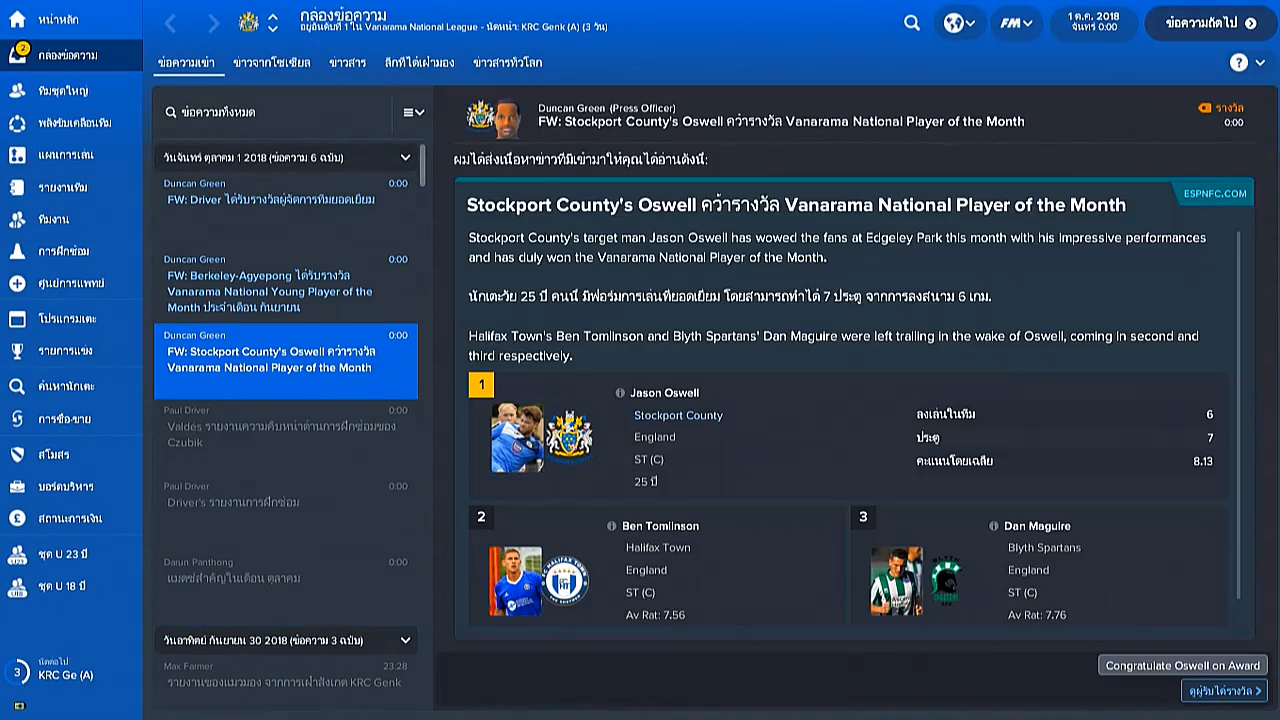 หน้าหลัก
2
กล่องข้อความ
ทีมชุดใหญ่
พลังขับเคลื่อนทีม
แผนการเล่น
รายงานทีม
ทีมงาน
การฝึกซ้อม
ศูนย์การแพทย์
โปรแกรมเตะ
รายการแข่ง
ค้นหานักเตะ
การซื้อ-ขาย
สโมสร
บอร์ดบริหาร
สถานะการเงิน
ชุด U 23 ปี
ชุด U 18 ปี
นัดต่อไป
3
KRC Ge (A)
กล่องข้อความ
อยู่อันดับที่ 1 ใน Vanarama National League - นัดหน้า: KRC Genk (A) (3 วัน)
FM
1 ต.ค. 2018
จันทร์ 0:00
ข้อความถัดไป
ข้อความเข้า
ข่าวจากโซเชียล
ข่าวสาร
ลีกที่ได้เฝ้ามอง
ข่าวสารทั่วโลก
?
ข้อความทั้งหมด
วันจันทร์ ตุลาคม 1 2018 (ข้อความ 6 ฉบับ)
Duncan Green 0:00
FW: Driver ได้รับรางวัลผู้จัดการทีมยอดเยี่ยม
Duncan Green 0:00
FW: Berkeley-Agyepong ได้รับรางวัล
Vanarama National Young Player of the
Month ประจำเดือน กันยายน
Duncan Green 0:00
FW: Stockport County's Oswell คว้ารางวัล
Vanarama National Player of the Month
Paul Driver 0:00
Valdés รายงานความคืบหน้าด้านการฝึกซ้อมของ
Czubik
Paul Driver 0:00
Driver's รายงานการฝึกซ้อม
Darun Panthong 0:00
แมตช์สำคัญในเดือน ตุลาคม
วันอาทิตย์ กันยายน 30 2018 (ข้อความ 3 ฉบับ)
Max Farmer 23:28
รายงานของแมวมอง จากการเฝ้าสังเกต KRC Genk
Duncan Green (Press Officer)
FW: Stockport County's Oswell คว้ารางวัล Vanarama National Player of the Month
รางวัล
0:00
ผมได้ส่งเนื้อหาข่าวที่มีเข้ามาให้คุณได้อ่านดังนี้:
ESPNFC.COM
Stockport County's Oswell คว้ารางวัล Vanarama National Player of the Month
Stockport County's target man Jason Oswell has wowed the fans at Edgeley Park this month with his impressive performances
and has duly won the Vanarama National Player of the Month.
นักเตะวัย 25 ปี คนนี้ มีฟอร์มการเล่นที่ยอดเยี่ยม โดยสามารถทำได้ 7 ประตู จากการลงสนาม 6 เกม.
Halifax Town's Ben Tomlinson and Blyth Spartans' Dan Maguire were left trailing in the wake of Oswell, coming in second and
third respectively.
1
Jason Oswell
Stockport County
England
ST (C)
25 ปี
ลงเล่นในทีม 6
ประตู 7
คะแนนโดยเฉลี่ย 8.13
2
Ben Tomlinson
Halifax Town
England
ST (C)
Av Rat: 7.56
3
Dan Maguire
Blyth Spartans
England
ST (C)
Av Rat: 7.76
Congratulate Oswell on Award
ดูผู้รับได้รางวัล